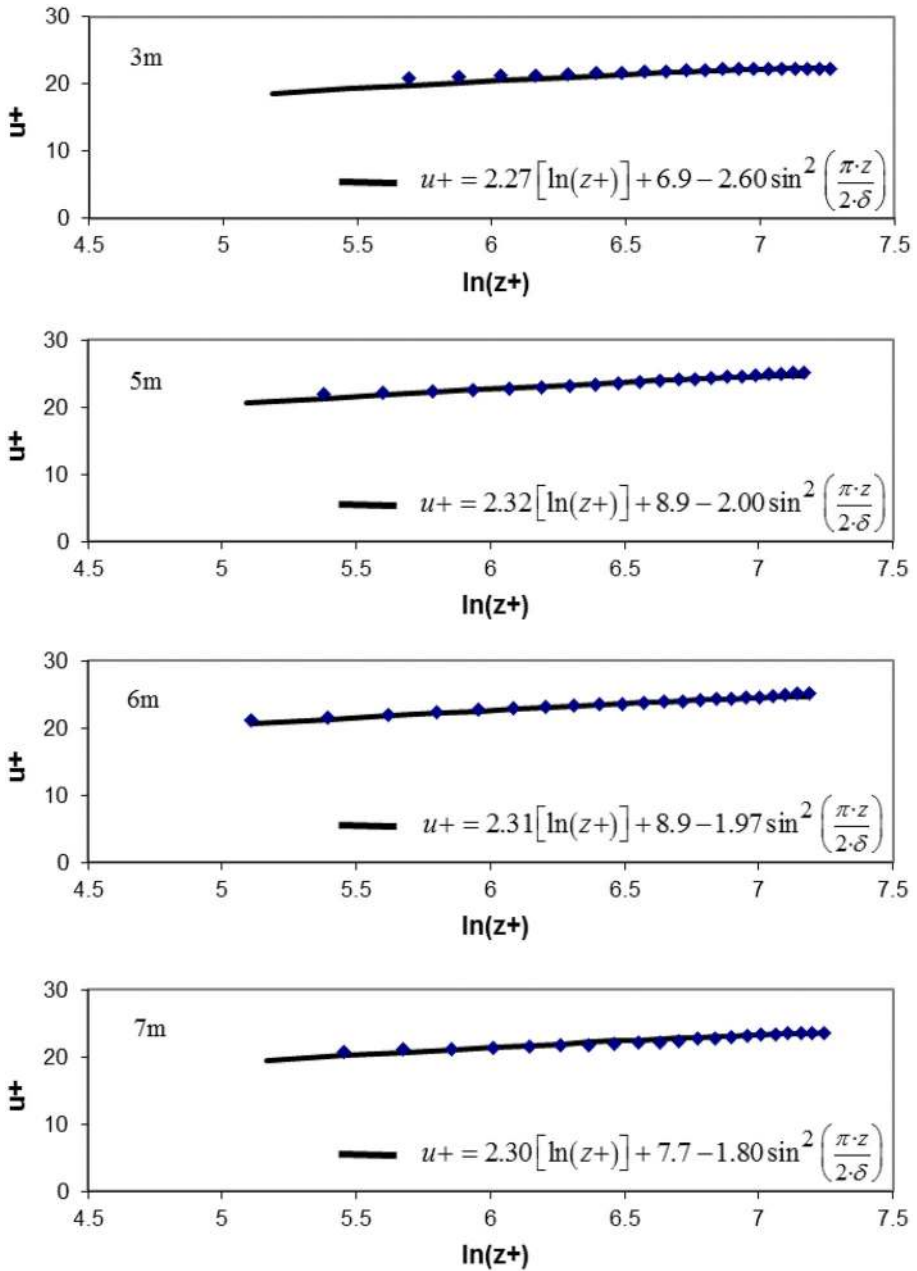 30
3m
20
u+
10
u+ = 2.27[ln(z+)] + 6.9 − 2.60 sin² (π·z / 2·δ)
0
4.5 5 5.5 6 6.5 7 7.5
ln(z+)
30
5m
20
u+
10
u+ = 2.32[ln(z+)] + 8.9 − 2.00 sin² (π·z / 2·δ)
0
4.5 5 5.5 6 6.5 7 7.5
ln(z+)
30
6m
20
u+
10
u+ = 2.31[ln(z+)] + 8.9 − 1.97 sin² (π·z / 2·δ)
0
4.5 5 5.5 6 6.5 7 7.5
ln(z+)
30
7m
20
u+
10
u+ = 2.30[ln(z+)] + 7.7 − 1.80 sin² (π·z / 2·δ)
0
4.5 5 5.5 6 6.5 7 7.5
ln(z+)